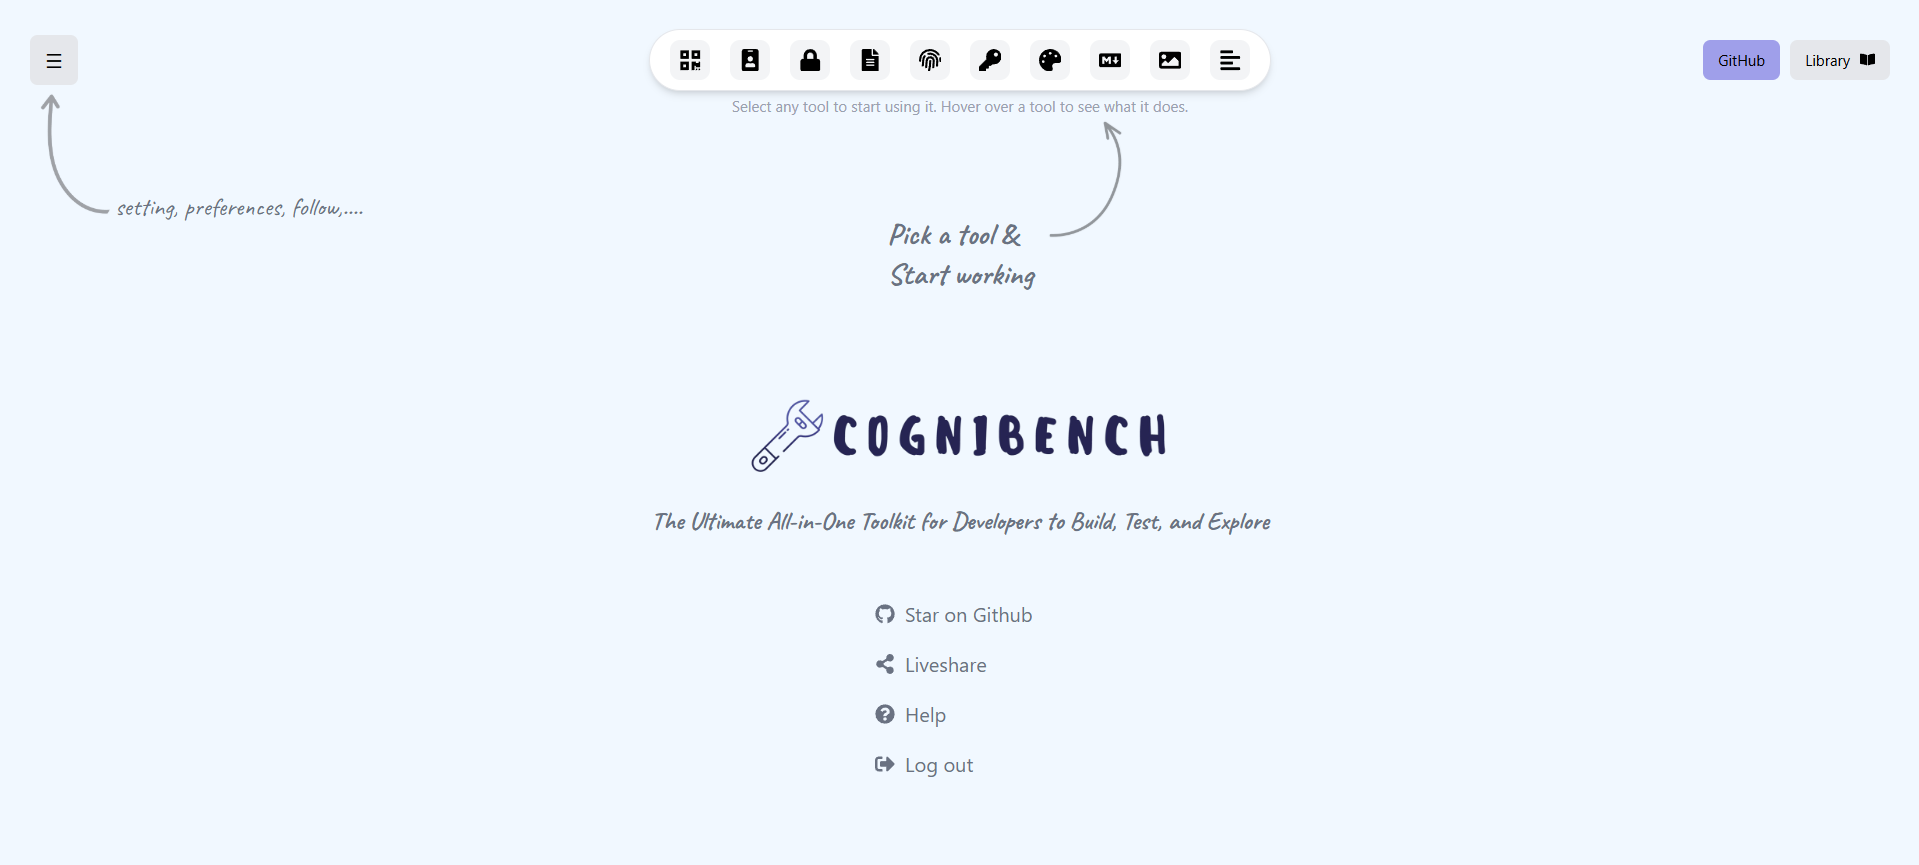 GitHub
Library
Select any tool to start using it. Hover over a tool to see what it does.
setting, preferences, follow,....
Pick a tool &
Start working
COGNIBENCH
The Ultimate All-in-One Toolkit for Developers to Build, Test, and Explore
Star on Github
Liveshare
Help
Log out